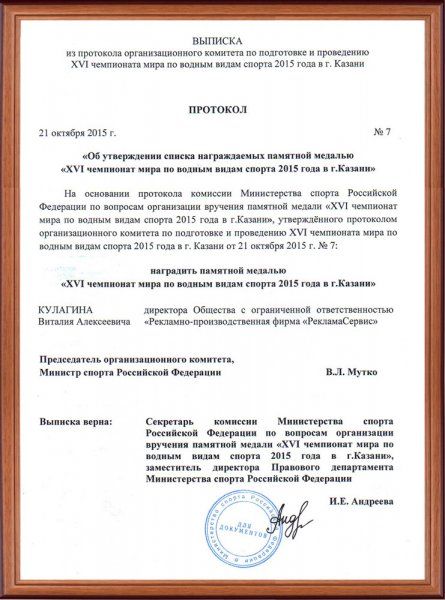 ВЫПИСКА
из протокола организационного комитета по подготовке и проведению
XVI чемпионата мира по водным видам спорта 2015 года в г. Казани
ПРОТОКОЛ
21 октября 2015 г. № 7
«Об утверждении списка награждаемых памятной медалью
«XVI чемпионат мира по водным видам спорта 2015 года в г.Казани»
На основании протокола комиссии Министерства спорта Российской
Федерации по вопросам организации вручения памятной медали «XVI чемпионат
мира по водным видам спорта 2015 года в г.Казани», утверждённого протоколом
организационного комитета по подготовке и проведению XVI чемпионата мира по
водным видам спорта 2015 года в г. Казани от 21 октября 2015 г. № 7:
наградить памятной медалью
«XVI чемпионат мира по водным видам спорта 2015 года в г.Казани»
КУЛАГИНА директора Общества с ограниченной ответственностью
Виталия Алексеевича «Рекламно-производственная фирма «РекламаСервис»
Председатель организационного комитета,
Министр спорта Российской Федерации В.Л. Мутко
Выписка верна: Секретарь комиссии Министерства спорта
Российской Федерации по вопросам организации
вручения памятной медали «XVI чемпионат мира по
водным видам спорта 2015 года в г.Казани»,
заместитель директора Правового департамента
Министерства спорта Российской Федерации
И.Е. Андреева
Министерство спорта Российской Федерации
ДЛЯ
ДОКУМЕНТОВ